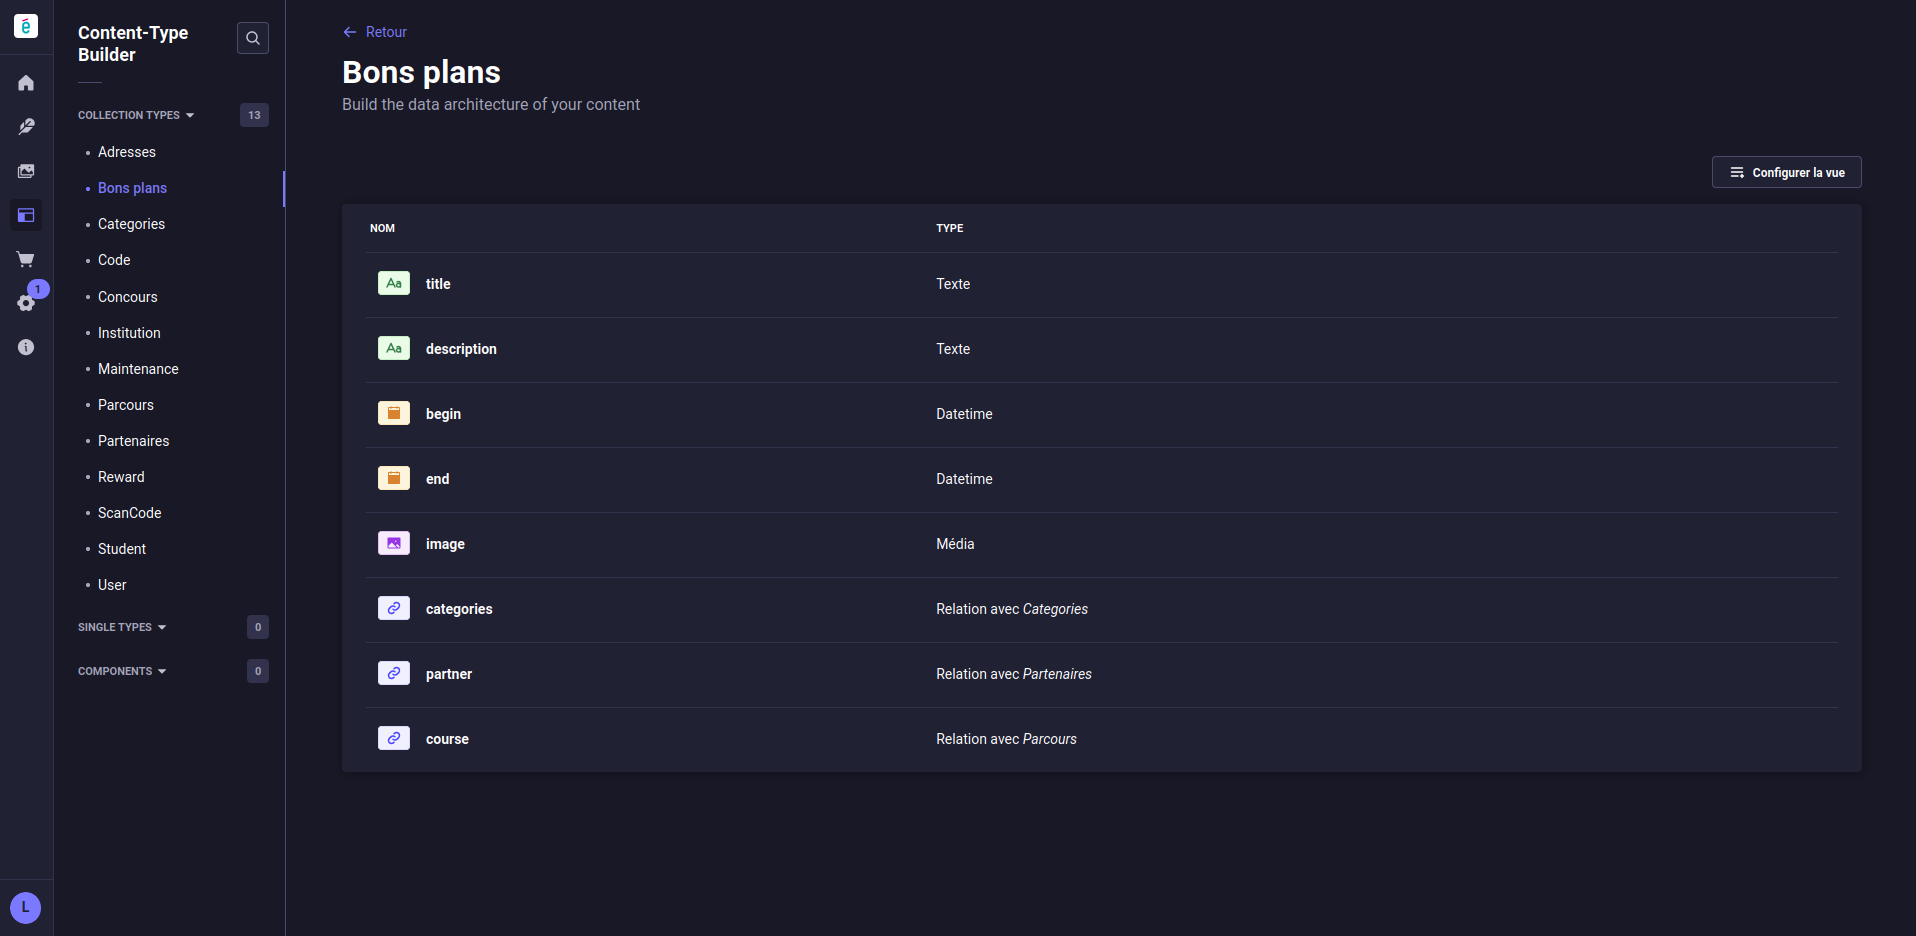 é
Content-Type
Builder
COLLECTION TYPES 13
Adresses
Bons plans
Categories
Code
Concours
Institution
Maintenance
Parcours
Partenaires
Reward
ScanCode
Student
User
SINGLE TYPES 0
COMPONENTS 0
1
L
Retour
Bons plans
Build the data architecture of your content
Configurer la vue
NOM TYPE
Aa title Texte
Aa description Texte
begin Datetime
end Datetime
image Média
categories Relation avec Categories
partner Relation avec Partenaires
course Relation avec Parcours